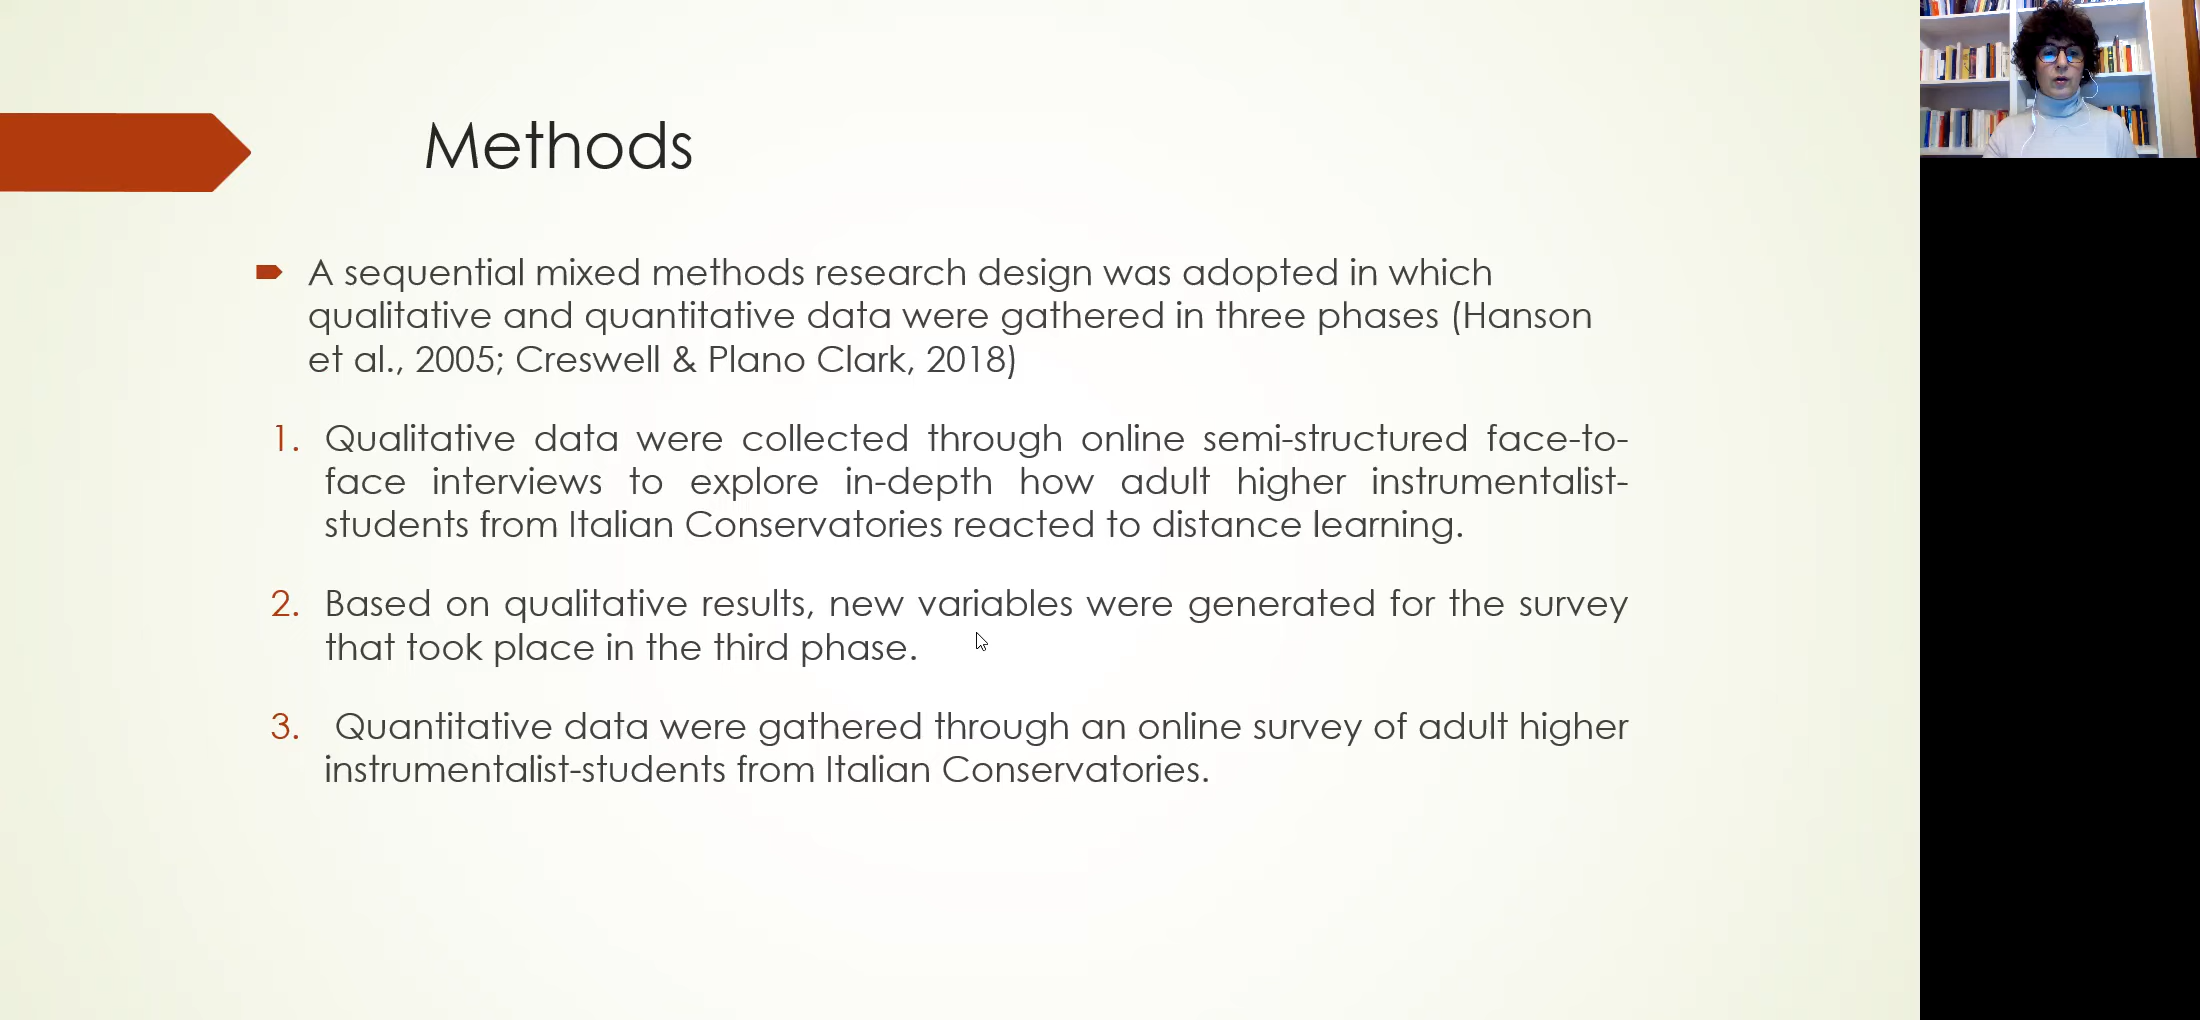 Methods
A sequential mixed methods research design was adopted in which
qualitative and quantitative data were gathered in three phases (Hanson
et al., 2005; Creswell & Plano Clark, 2018)
1. Qualitative data were collected through online semi-structured face-to-
face interviews to explore in-depth how adult higher instrumentalist-
students from Italian Conservatories reacted to distance learning.
2. Based on qualitative results, new variables were generated for the survey
that took place in the third phase.
3. Quantitative data were gathered through an online survey of adult higher
instrumentalist-students from Italian Conservatories.